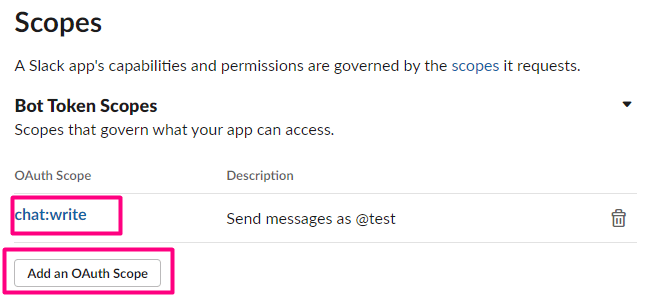 Scopes
A Slack app's capabilities and permissions are governed by the scopes it requests.
Bot Token Scopes
Scopes that govern what your app can access.
OAuth Scope Description
chat:write Send messages as @test
Add an OAuth Scope